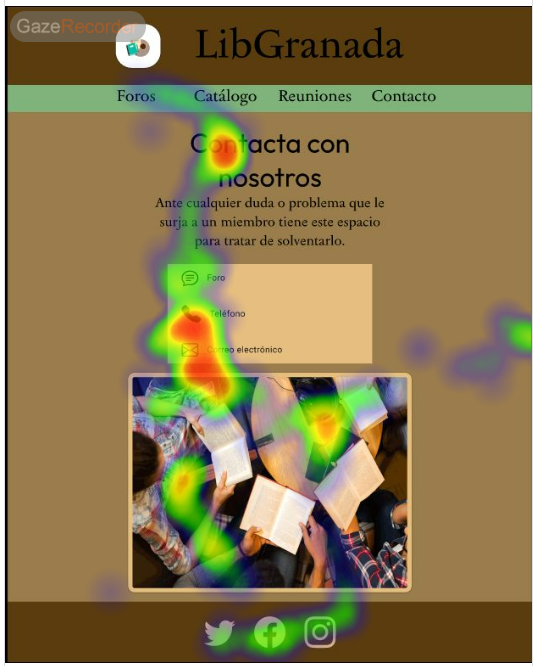 GazeRecorder
LibGranada
Foros Catálogo Reuniones Contacto
Contacta con
nosotros
Ante cualquier duda o problema que le
surja a un miembro tiene este espacio
para tratar de solventarlo.
Foro
Teléfono
Correo electrónico